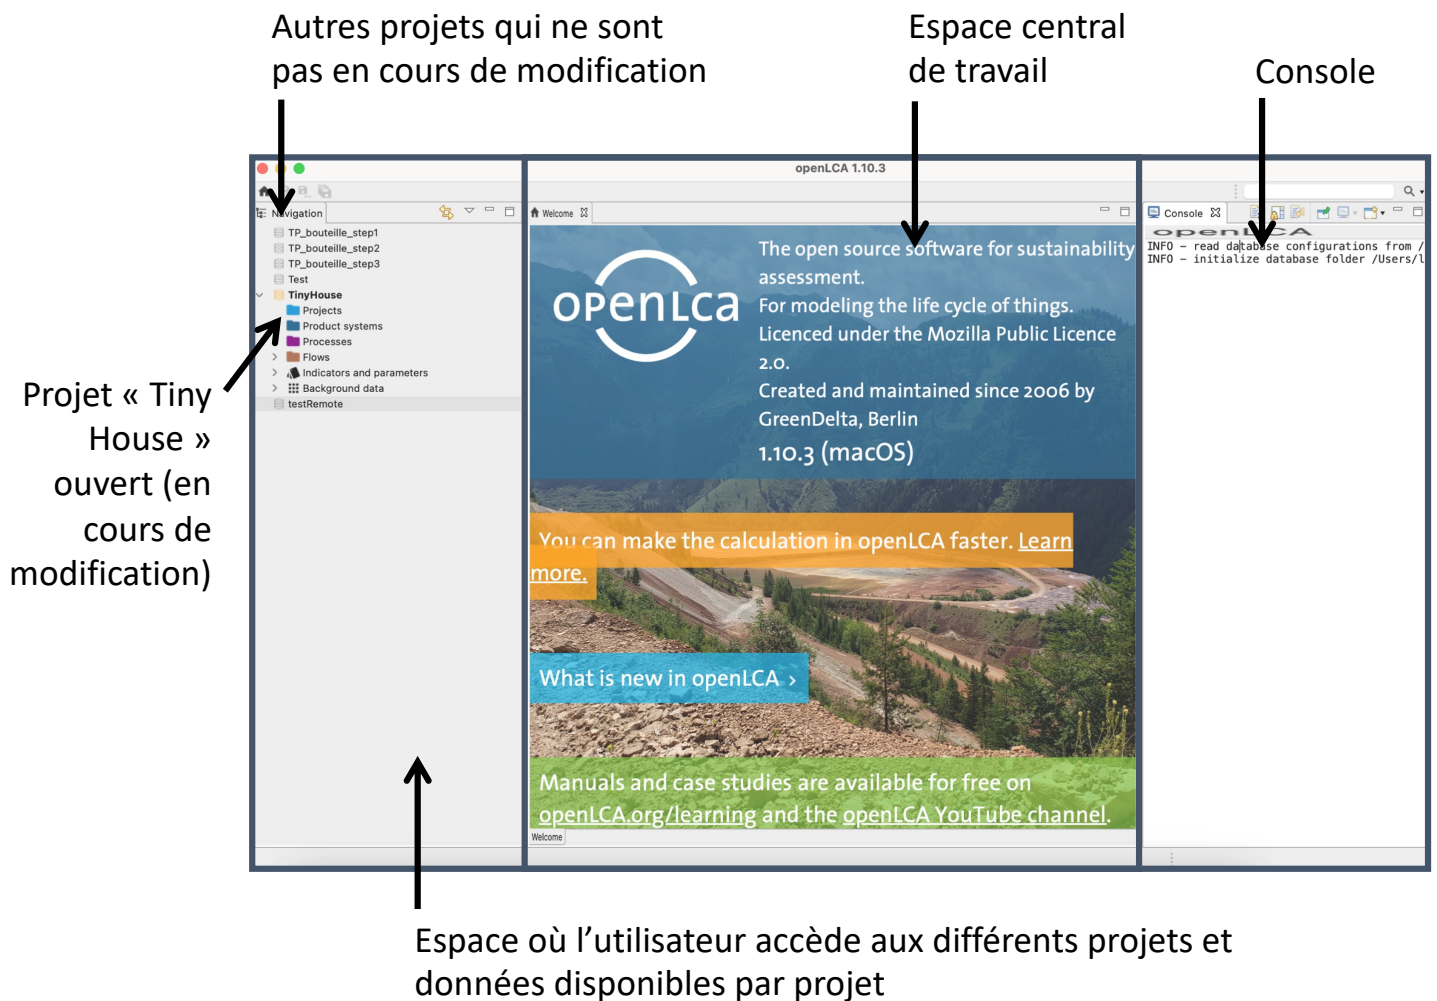 Autres projets qui ne sont
pas en cours de modification
Espace central
de travail
Console
openLCA 1.10.3
Navigation
Welcome
Console
TP_bouteille_step1
TP_bouteille_step2
TP_bouteille_step3
Test
TinyHouse
Projects
Product systems
Processes
Flows
Indicators and parameters
Background data
testRemote
openLCA
The open source software for sustainability
assessment.
For modeling the life cycle of things.
Licenced under the Mozilla Public Licence
2.0.
Created and maintained since 2006 by
GreenDelta, Berlin
1.10.3 (macOS)
openLCA
INFO – read database configurations from /
INFO – initialize database folder /Users/l
Projet « Tiny
House »
ouvert (en
cours de
modification)
You can make the calculation in openLCA faster. Learn
more.
What is new in openLCA ›
Manuals and case studies are available for free on
openLCA.org/learning and the openLCA YouTube channel.
Welcome
Espace où l’utilisateur accède aux différents projets et
données disponibles par projet